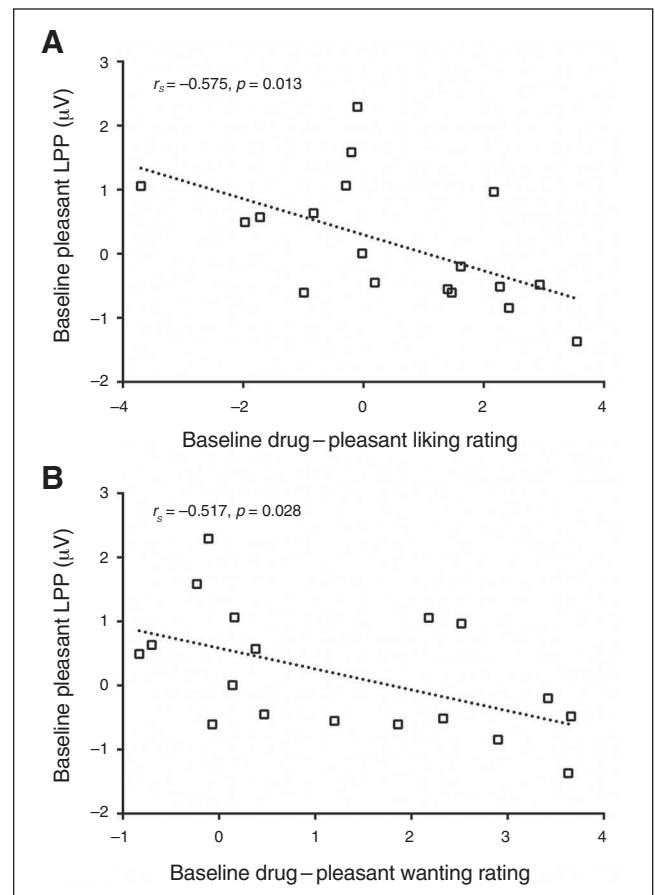 A
3
r_s = –0.575, p = 0.013
2
1
0
–1
–2
–4 –2 0 2 4
Baseline pleasant LPP (μV)
Baseline drug–pleasant liking rating
B
3
r_s = –0.517, p = 0.028
2
1
0
–1
–2
–1 0 1 2 3 4
Baseline pleasant LPP (μV)
Baseline drug–pleasant wanting rating